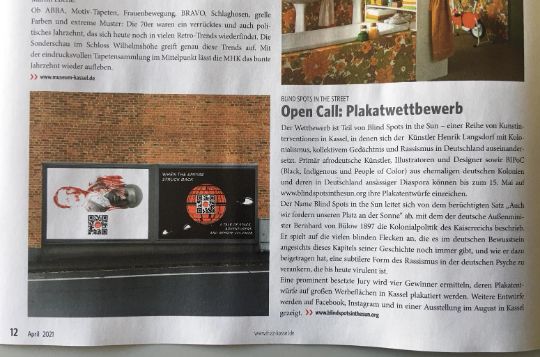 Ob ABBA, Motiv-Tapeten, Frauenbewegung, BRAVO, Schlaghosen, grelle
Farben und extreme Muster: Die 70er waren ein verrücktes und auch poli-
tisches Jahrzehnt, das sich heute noch in vielen Retro-Trends wiederfindet. Die
Sonderschau im Schloss Wilhelmshöhe greift genau diese Trends auf. Mit
der eindrucksvollen Tapetensammlung im Mittelpunkt lässt die MHK das bunte
Jahrzehnt wieder aufleben.
www.museum-kassel.de
WHEN THE EMPIRE
STRUCK BACK
A TALE OF
12 April 2021
BLIND SPOTS IN THE STREET
Open Call: Plakatwettbewerb
Der Wettbewerb ist Teil von Blind Spots in the Sun – einer Reihe von Kunstin-
terventionen in Kassel, in denen sich der Künstler Henrik Langsdorf mit Kolo-
nialismus, kollektivem Gedächtnis und Rassismus in Deutschland auseinander-
setzt. Primär afrodeutsche Künstler, Illustratoren und Designer sowie BIPoC
(Black, Indigenous und People of Color) aus ehemaligen deutschen Kolonien
und deren in Deutschland ansässiger Diaspora können bis zum 15. Mai auf
www.blindspotsinthesun.org ihre Plakatentwürfe einreichen.
Der Name Blind Spots in the Sun leitet sich von dem berüchtigten Satz „Auch
wir fordern unseren Platz an der Sonne“ ab, mit dem der deutsche Außenminis-
ter Bernhard von Bülow 1897 die Kolonialpolitik des Kaiserreichs beschrieb.
Er spielt auf die vielen blinden Flecken an, die es im deutschen Bewusstsein
angesichts dieses Kapitels seiner Geschichte noch immer gibt, und wie er dazu
beigetragen hat, eine subtilere Form des Rassismus in der deutschen Psyche zu
verankern, die bis heute virulent ist.
Eine prominent besetzte Jury wird vier Gewinner ermitteln, deren Plakatent-
würfe auf großen Werbeflächen in Kassel plakatiert werden. Weitere Entwürfe
werden auf Facebook, Instagram und in einer Ausstellung im August in Kassel
gezeigt. www.blindspotsinthesun.org